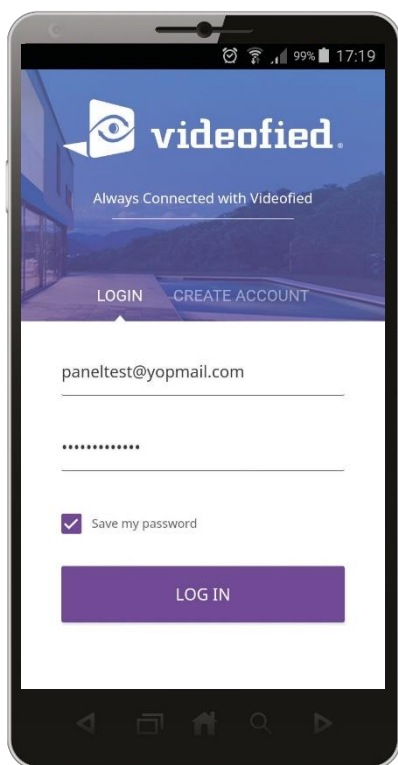 99% 17:19
videofied.
Always Connected with Videofied
LOGIN CREATE ACCOUNT
paneltest@yopmail.com
•••••••••••••
Save my password
LOG IN